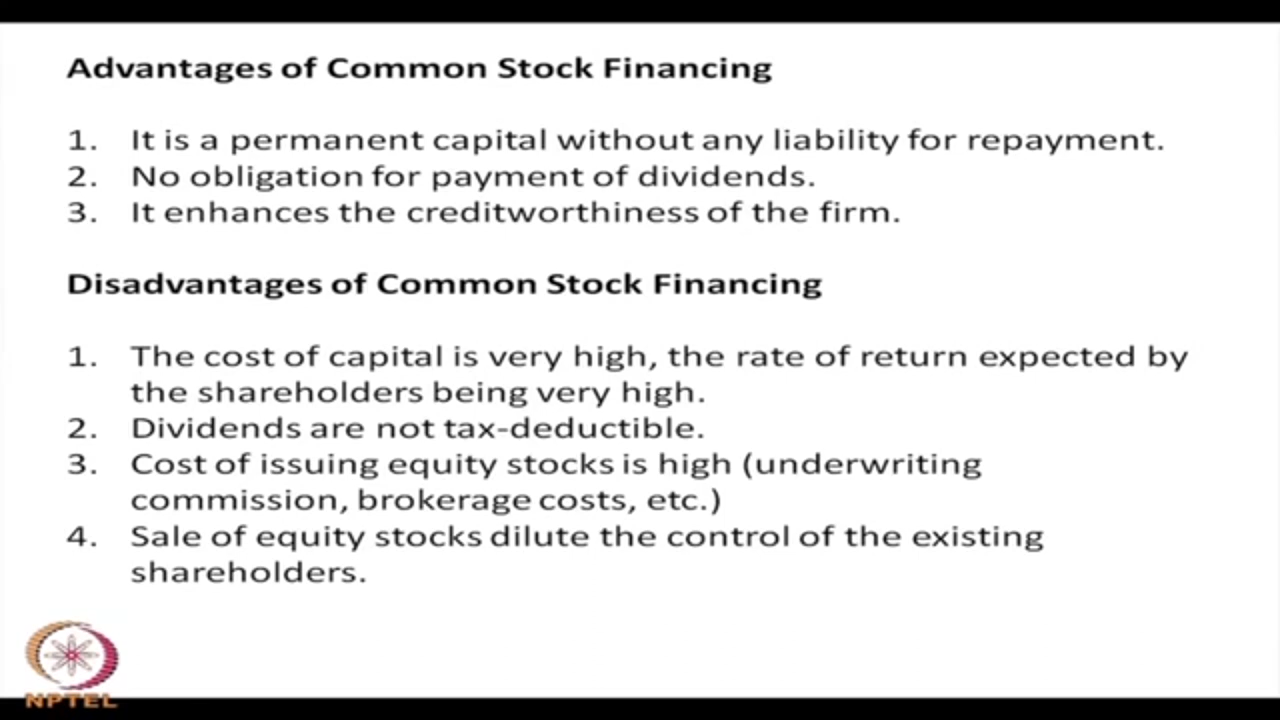 Advantages of Common Stock Financing
1. It is a permanent capital without any liability for repayment.
2. No obligation for payment of dividends.
3. It enhances the creditworthiness of the firm.
Disadvantages of Common Stock Financing
1. The cost of capital is very high, the rate of return expected by
the shareholders being very high.
2. Dividends are not tax-deductible.
3. Cost of issuing equity stocks is high (underwriting
commission, brokerage costs, etc.)
4. Sale of equity stocks dilute the control of the existing
shareholders.
NPTEL